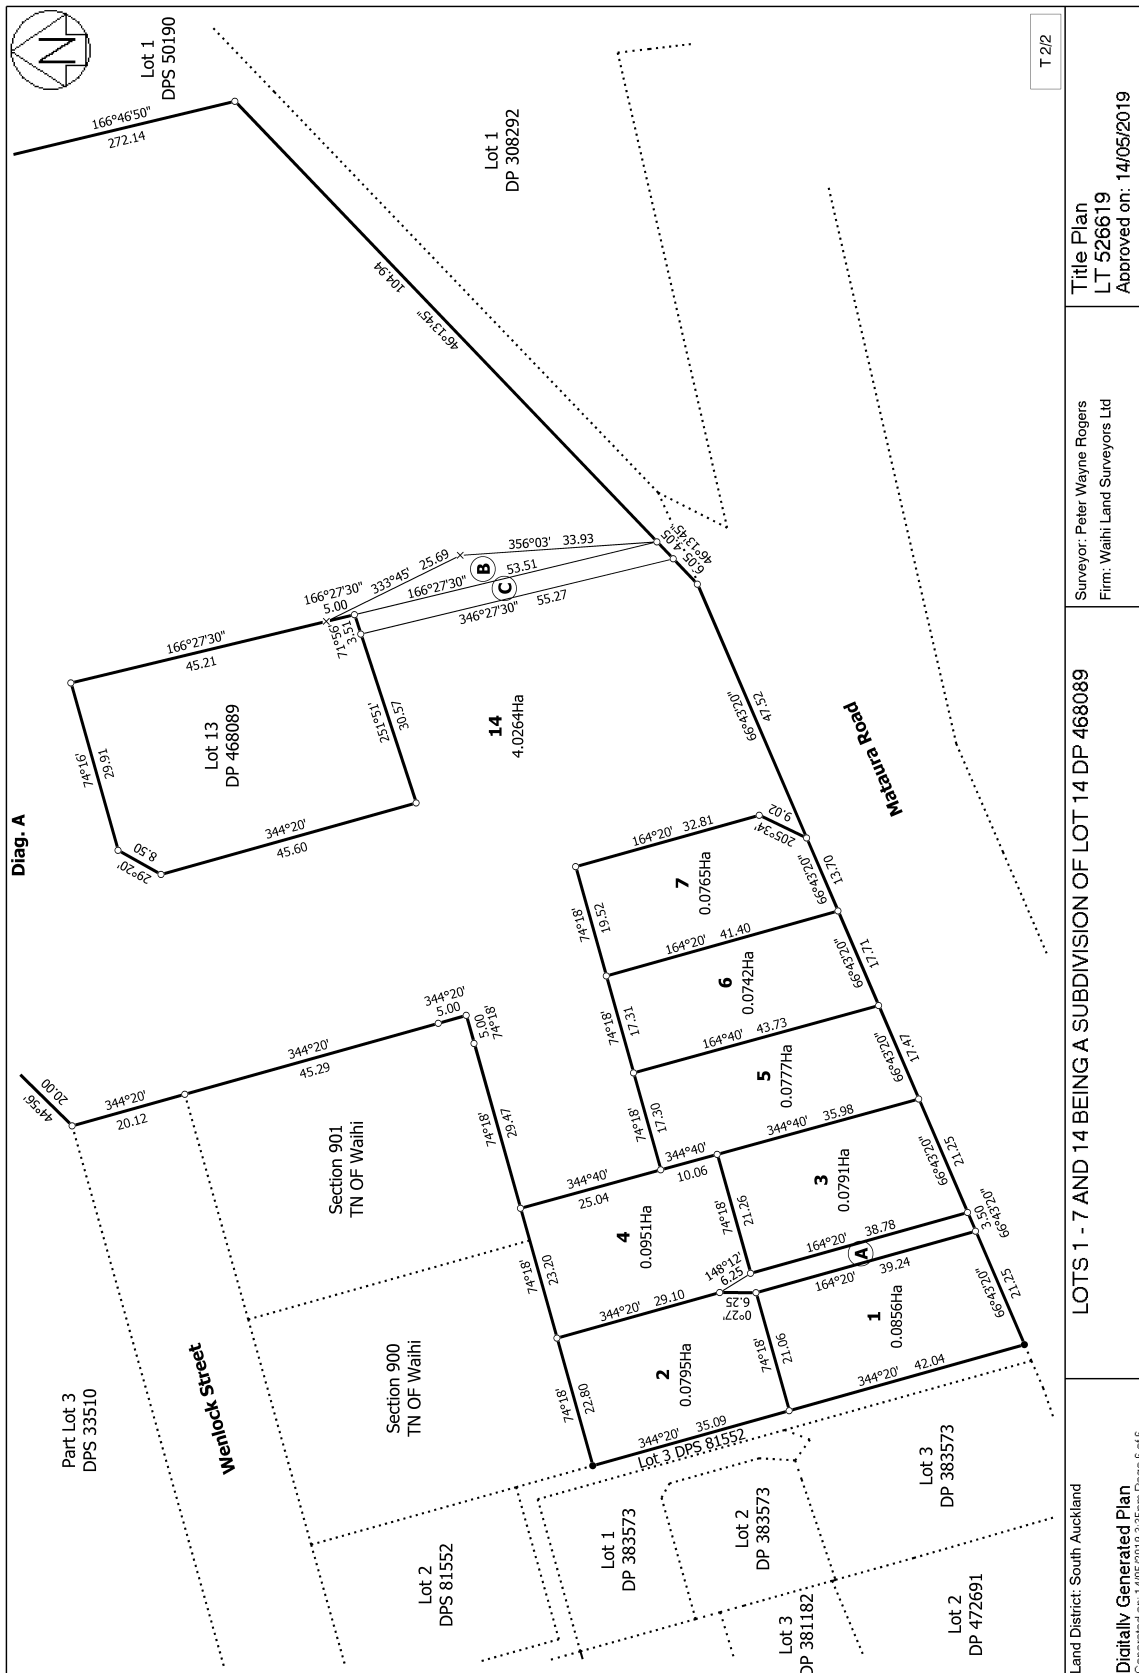 Diag. A
N
T 2/2
Lot 1
DPS 50190
166°46'50"
272.14
Lot 1
DP 308292
104.94
46°13'45"
4.05
46°13'45"
6.05
Part Lot 3
DPS 33510
Wenlock Street
44°56'
20.00
344°20'
20.12
344°20'
45.29
344°20'
5.00
5.00
74°18'
74°18'
29.47
Section 901
TN OF Waihi
Section 900
TN OF Waihi
29°20'
8.50
74°16'
29.91
Lot 13
DP 468089
344°20'
45.60
166°27'30"
45.21
251°51'
30.57
71°56'
3.51
166°27'30"
5.00
333°45' 25.69
356°03' 33.93
166°27'30" 53.51
346°27'30" 55.27
B
C
14
4.0264Ha
66°43'20"
47.52
Mataura Road
74°18'
22.80
2
0.0795Ha
344°20' 35.09
Lot 3 DPS 81552
344°20' 29.10
74°18'
23.20
4
0.0951Ha
344°40'
25.04
344°40'
10.06
148°12'
6.25
6.25
0°27'
74°18'
21.06
1
0.0856Ha
344°20' 42.04
164°20' 39.24
A
164°20' 38.78
66°43'20"
21.25
3.50
66°43'20"
74°18'
21.26
3
0.0791Ha
344°40' 35.98
66°43'20"
21.25
74°18'
17.30
5
0.0777Ha
164°40' 43.73
66°43'20"
17.47
74°18'
17.31
6
0.0742Ha
164°20' 41.40
66°43'20"
17.71
74°18'
19.52
7
0.0765Ha
164°20' 32.81
205°34'
9.02
66°43'20"
13.70
Lot 2
DPS 81552
Lot 1
DP 383573
Lot 2
DP 383573
Lot 3
DP 383573
Lot 3
DP 381182
Lot 2
DP 472691
Land District: South Auckland
Digitally Generated Plan
LOTS 1 - 7 AND 14 BEING A SUBDIVISION OF LOT 14 DP 468089
Surveyor: Peter Wayne Rogers
Firm: Waihi Land Surveyors Ltd
Title Plan
LT 526619
Approved on: 14/05/2019